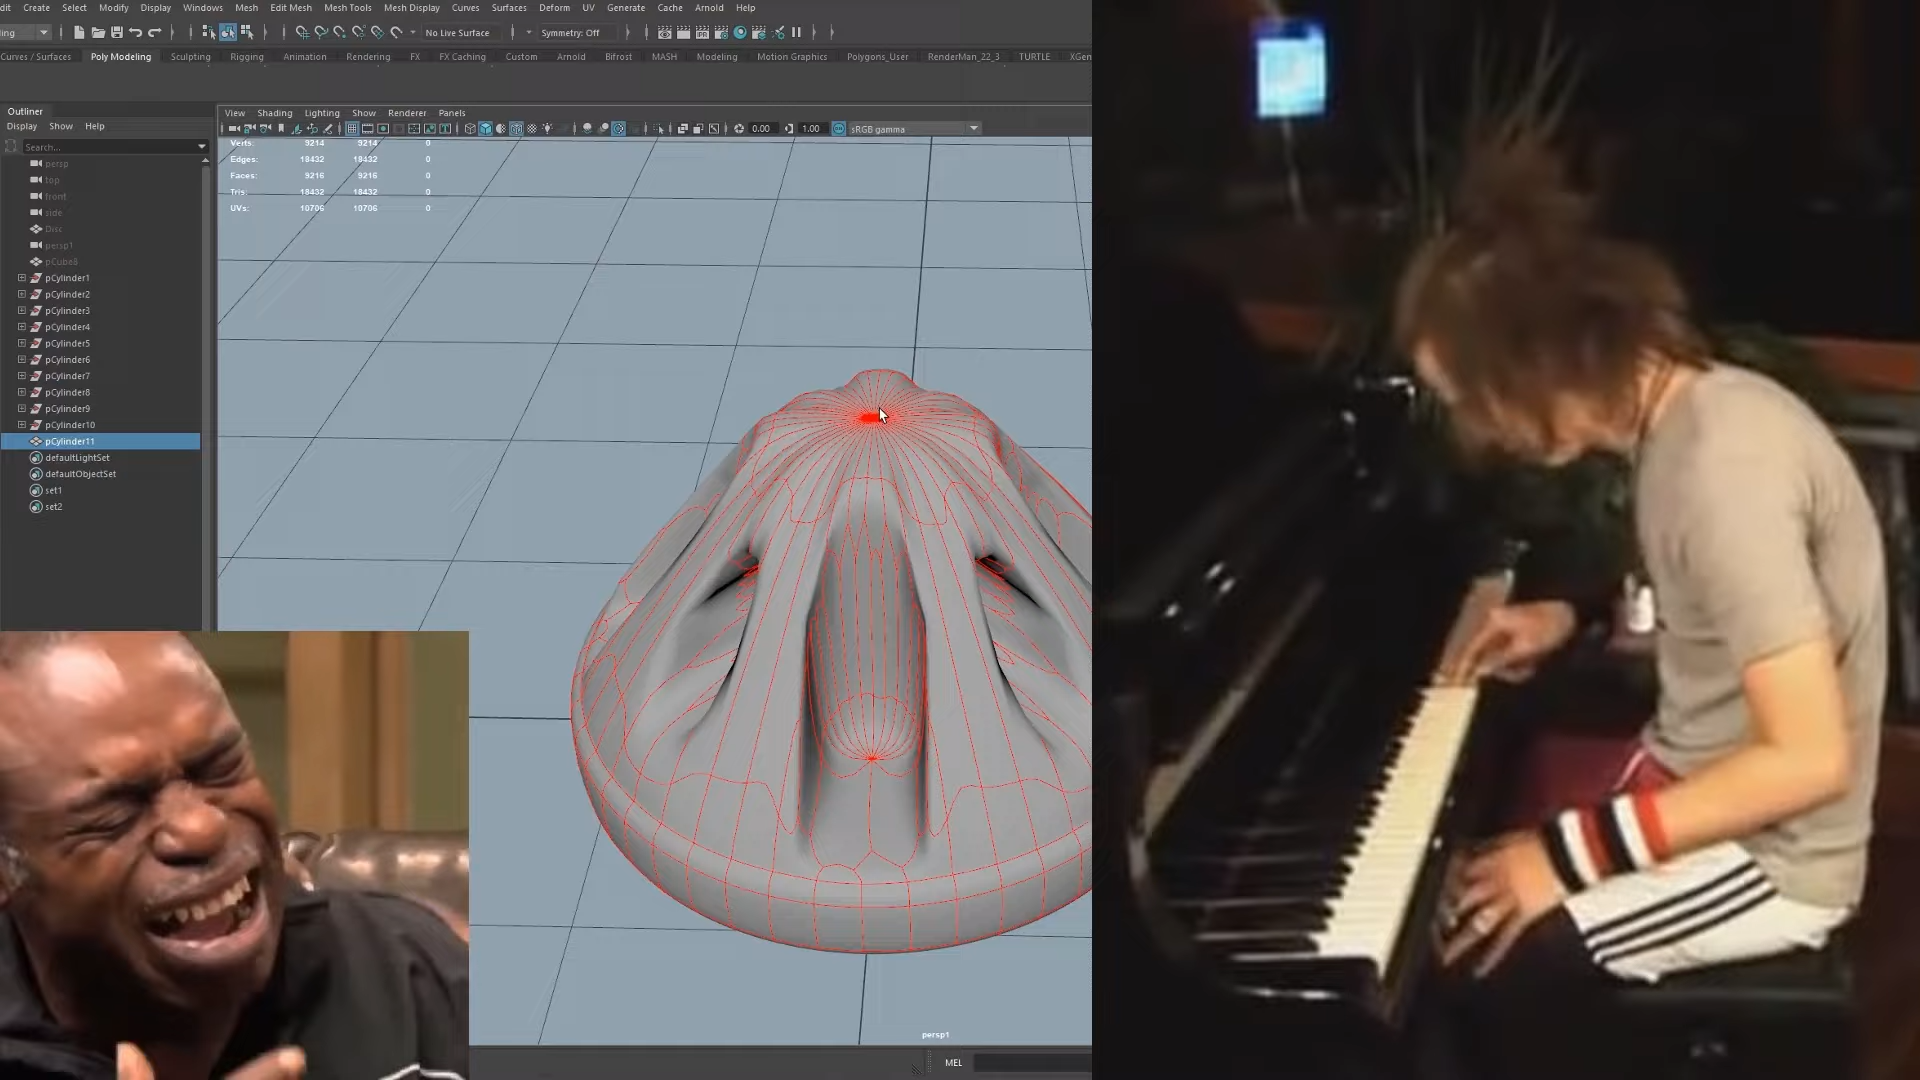 dit Create Select Modify Display Windows Mesh Edit Mesh Mesh Tools Mesh Display Curves Surfaces Deform UV Generate Cache Arnold Help
ling No Live Surface Symmetry: Off
Curves / Surfaces Poly Modeling Sculpting Rigging Animation Rendering FX FX Caching Custom Arnold Bifrost MASH Modeling Motion Graphics Polygons_User RenderMan_22_3 TURTLE XGen
Outliner
Display Show Help
Search...
persp
top
front
side
Disc
persp1
pCube8
pCylinder1
pCylinder2
pCylinder3
pCylinder4
pCylinder5
pCylinder6
pCylinder7
pCylinder8
pCylinder9
pCylinder10
pCylinder11
defaultLightSet
defaultObjectSet
set1
set2
View Shading Lighting Show Renderer Panels
0.00 1.00 sRGB gamma
Verts: 9214 9214 0
Edges: 18432 18432 0
Faces: 9216 9216 0
Tris: 18432 18432 0
UVs: 10706 10706 0
persp1
MEL